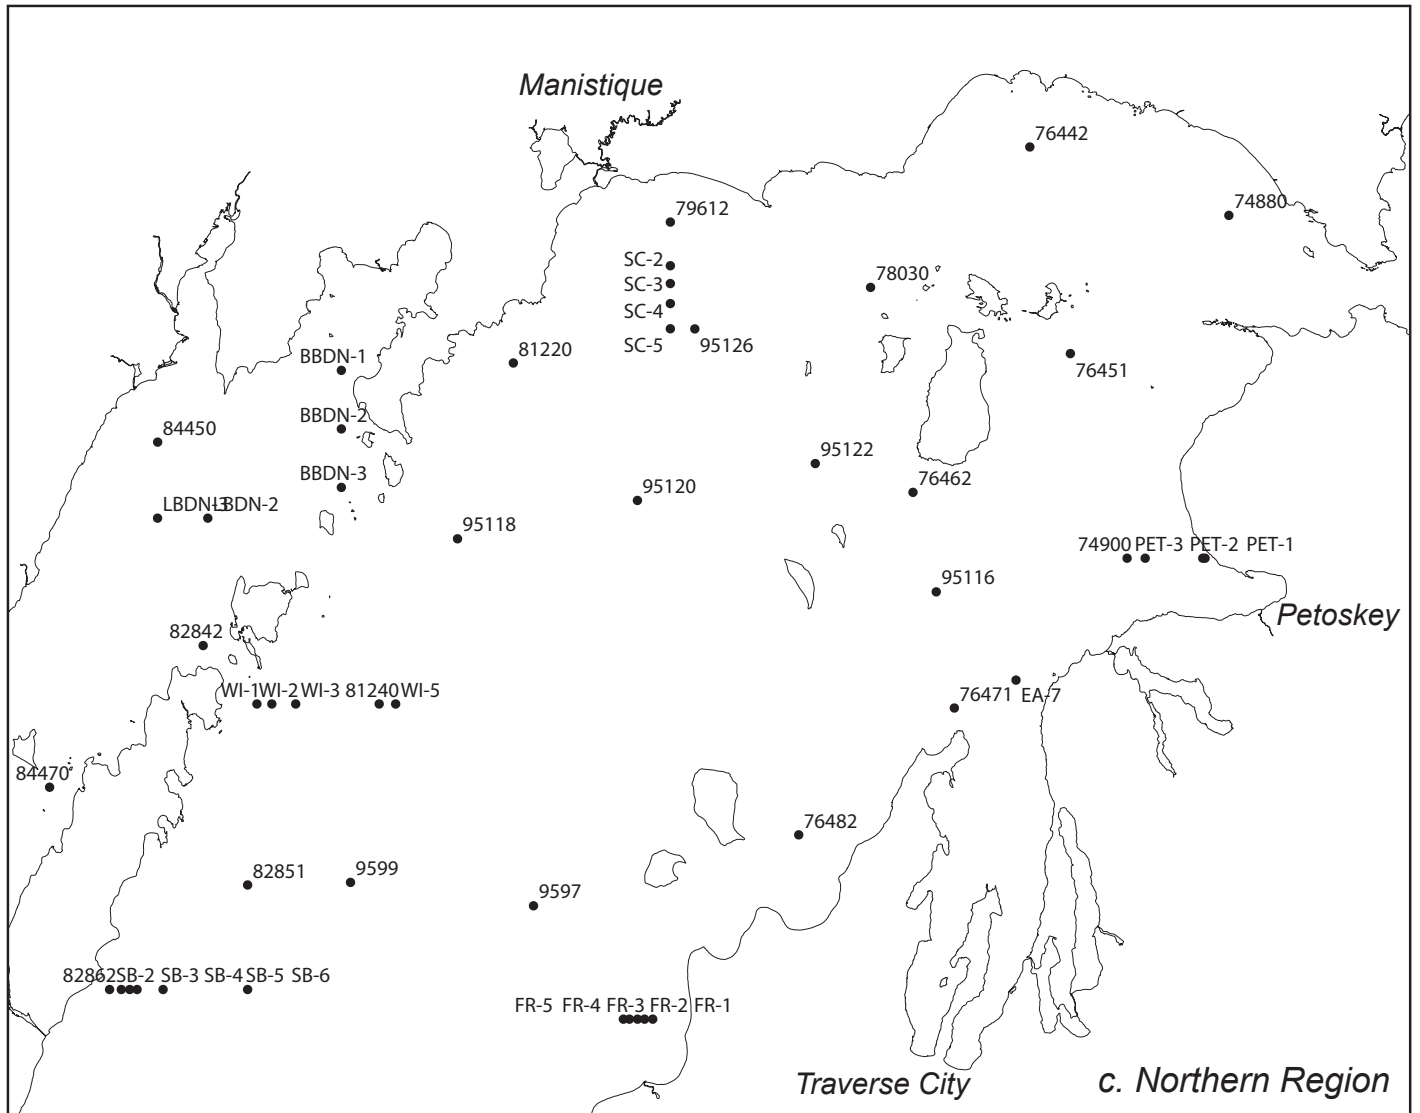 Manistique
76442
74880
79612
SC-2
78030
SC-3
SC-4
SC-5
95126
81220
BBDN-1
76451
BBDN-2
84450
95122
BBDN-3
76462
95120
LBDN-3
LBDN-2
95118
74900 PET-3 PET-2 PET-1
95116
Petoskey
82842
WI-1 WI-2 WI-3 81240 WI-5
76471 EA-7
84470
76482
82851
9599
9597
82862 SB-2 SB-3 SB-4 SB-5 SB-6
FR-5 FR-4 FR-3 FR-2 FR-1
Traverse City
c. Northern Region